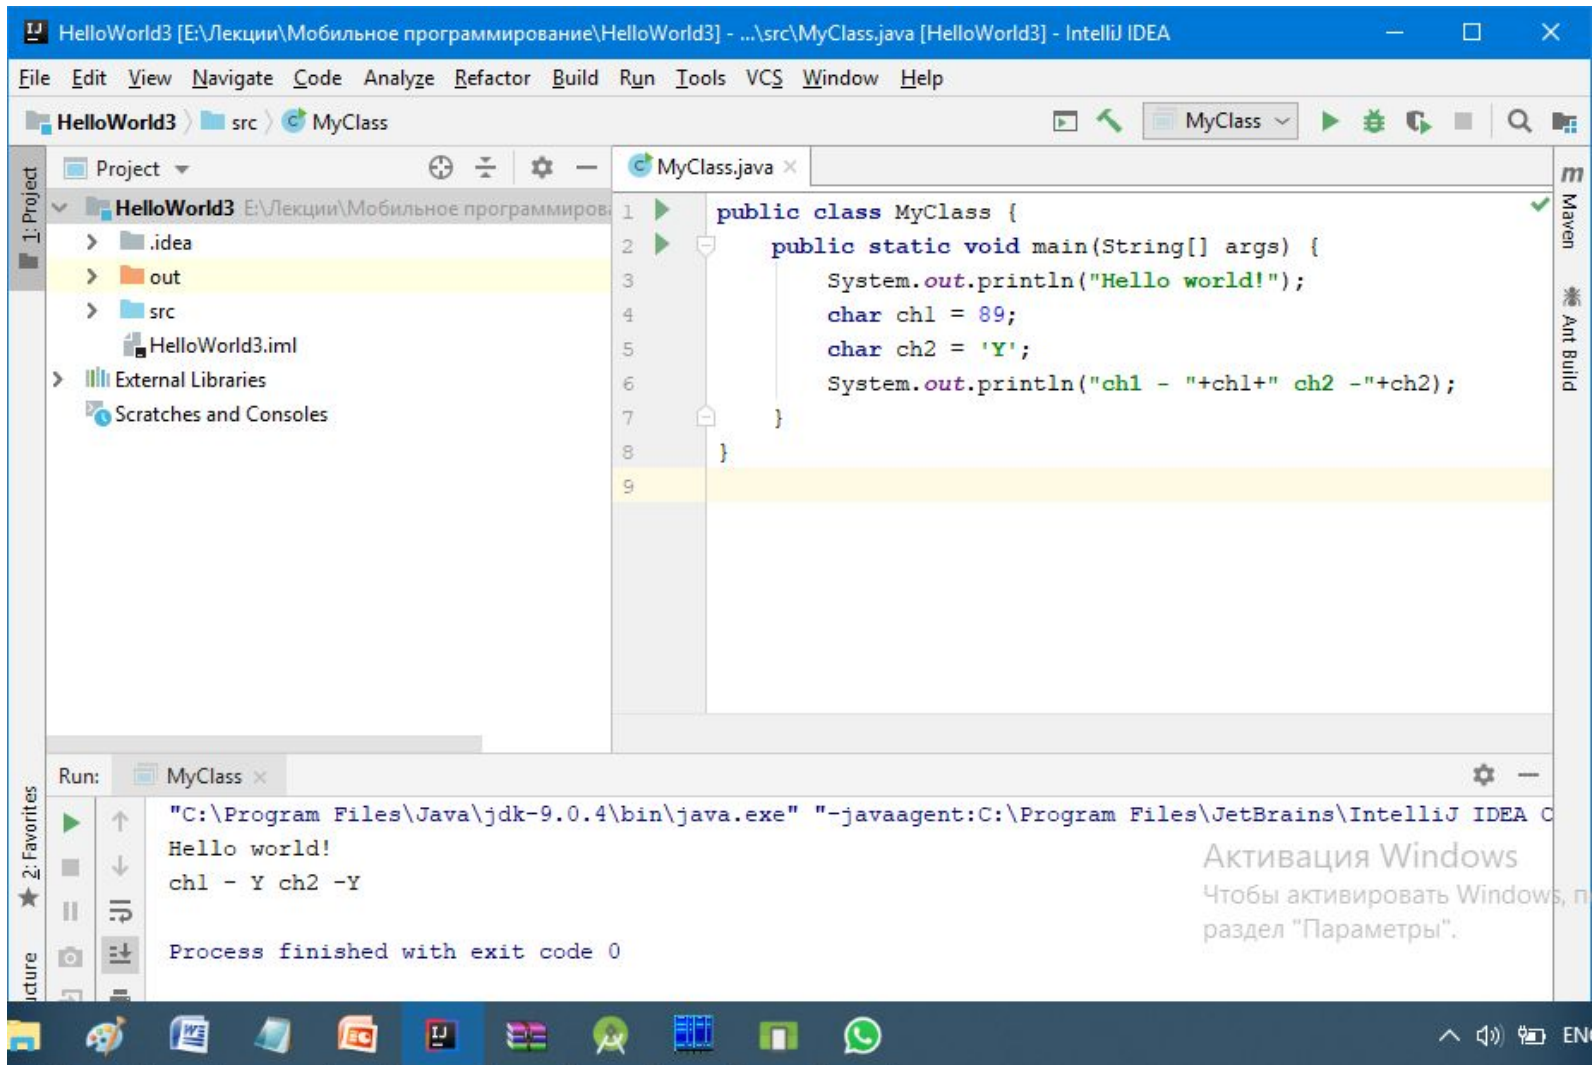 HelloWorld3 [E:\Лекции\Мобильное программирование\HelloWorld3] - ...\src\MyClass.java [HelloWorld3] - IntelliJ IDEA
File Edit View Navigate Code Analyze Refactor Build Run Tools VCS Window Help
HelloWorld3 src MyClass
MyClass
1: Project
Project
HelloWorld3 E:\Лекции\Мобильное программиров
.idea
out
src
HelloWorld3.iml
External Libraries
Scratches and Consoles
MyClass.java
1 public class MyClass {
2 public static void main(String[] args) {
3 System.out.println("Hello world!");
4 char ch1 = 89;
5 char ch2 = 'Y';
6 System.out.println("ch1 - "+ch1+" ch2 -"+ch2);
7 }
8 }
9
m Maven
Ant Build
Run: MyClass
2: Favorites
ucture
"C:\Program Files\Java\jdk-9.0.4\bin\java.exe" "-javaagent:C:\Program Files\JetBrains\IntelliJ IDEA C
Hello world!
ch1 - Y ch2 -Y
Process finished with exit code 0
Активация Windows
Чтобы активировать Windows, п
раздел "Параметры".
EN